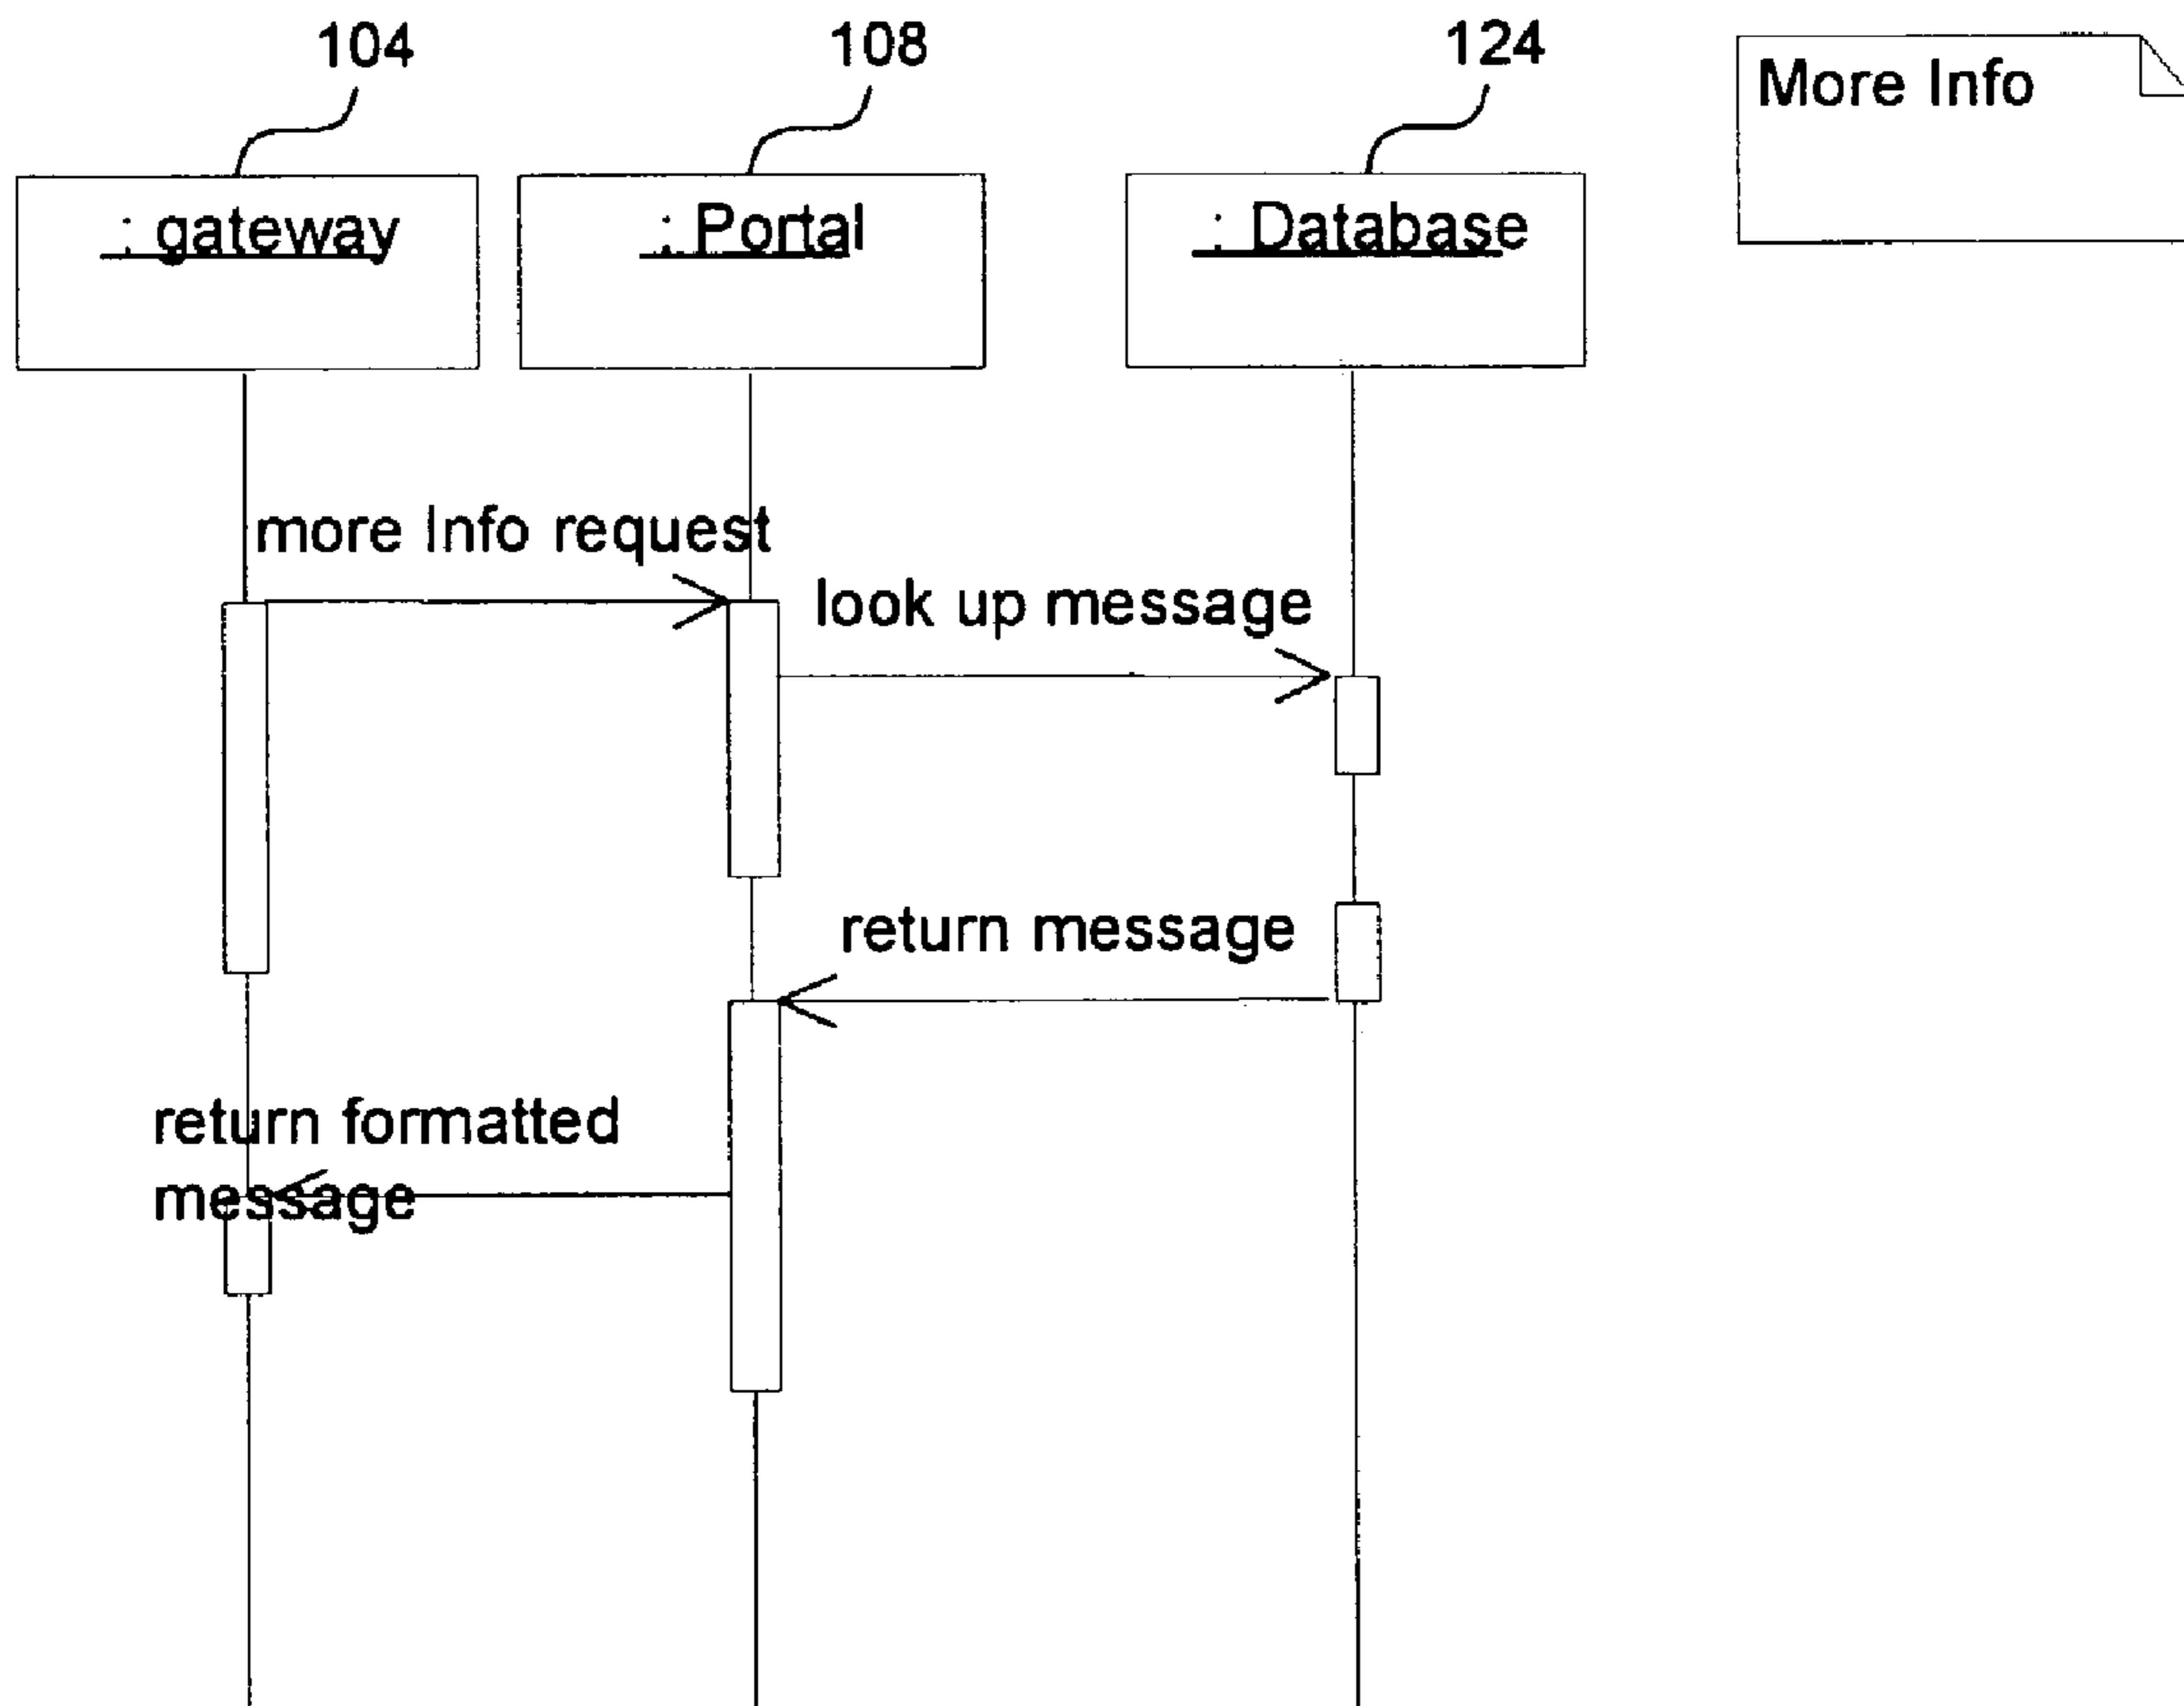 104
108
124
More Info
: gateway
: Portal
: Database
more Info request
look up message
return message
return formatted
message